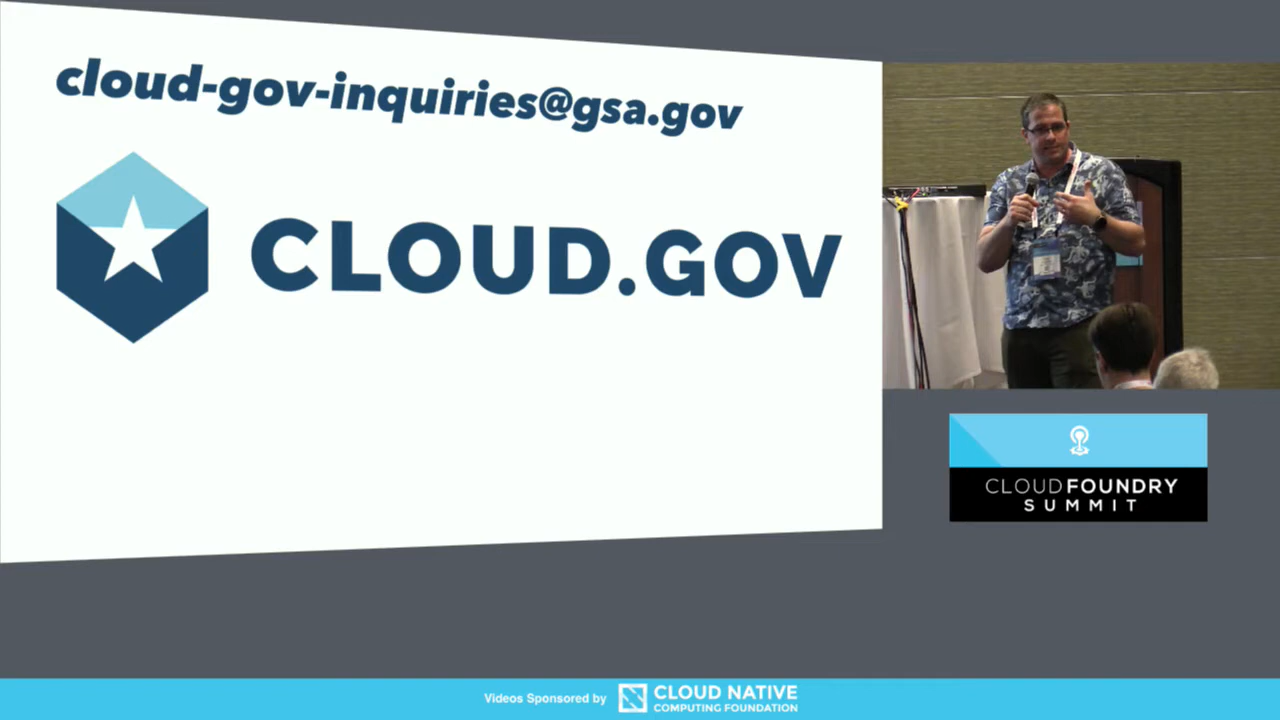 cloud-gov-inquiries@gsa.gov
CLOUD.GOV
CLOUDFOUNDRY
SUMMIT
Videos Sponsored by
CLOUD NATIVE
COMPUTING FOUNDATION